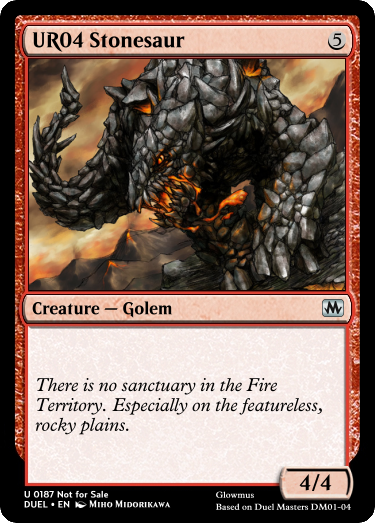 UR04 Stonesaur 5
Creature — Golem
There is no sanctuary in the Fire
Territory. Especially on the featureless,
rocky plains.
4/4
U 0187 Not for Sale
DUEL • EN Miho Midorikawa
Glowmus
Based on Duel Masters DM01-04